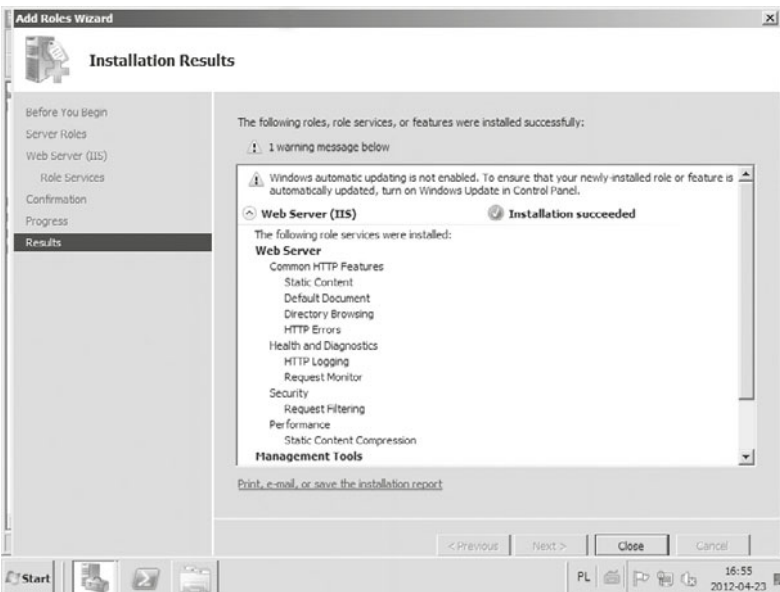 Add Roles Wizard
Installation Results
Before You Begin
Server Roles
Web Server (IIS)
Role Services
Confirmation
Progress
Results
The following roles, role services, or features were installed successfully:
1 warning message below
Windows automatic updating is not enabled. To ensure that your newly-installed role or feature is
automatically updated, turn on Windows Update in Control Panel.
Web Server (IIS) Installation succeeded
The following role services were installed:
Web Server
Common HTTP Features
Static Content
Default Document
Directory Browsing
HTTP Errors
Health and Diagnostics
HTTP Logging
Request Monitor
Security
Request Filtering
Performance
Static Content Compression
Management Tools
Print, e-mail, or save the installation report
< Previous Next > Close Cancel
Start PL 16:55
2012-04-23